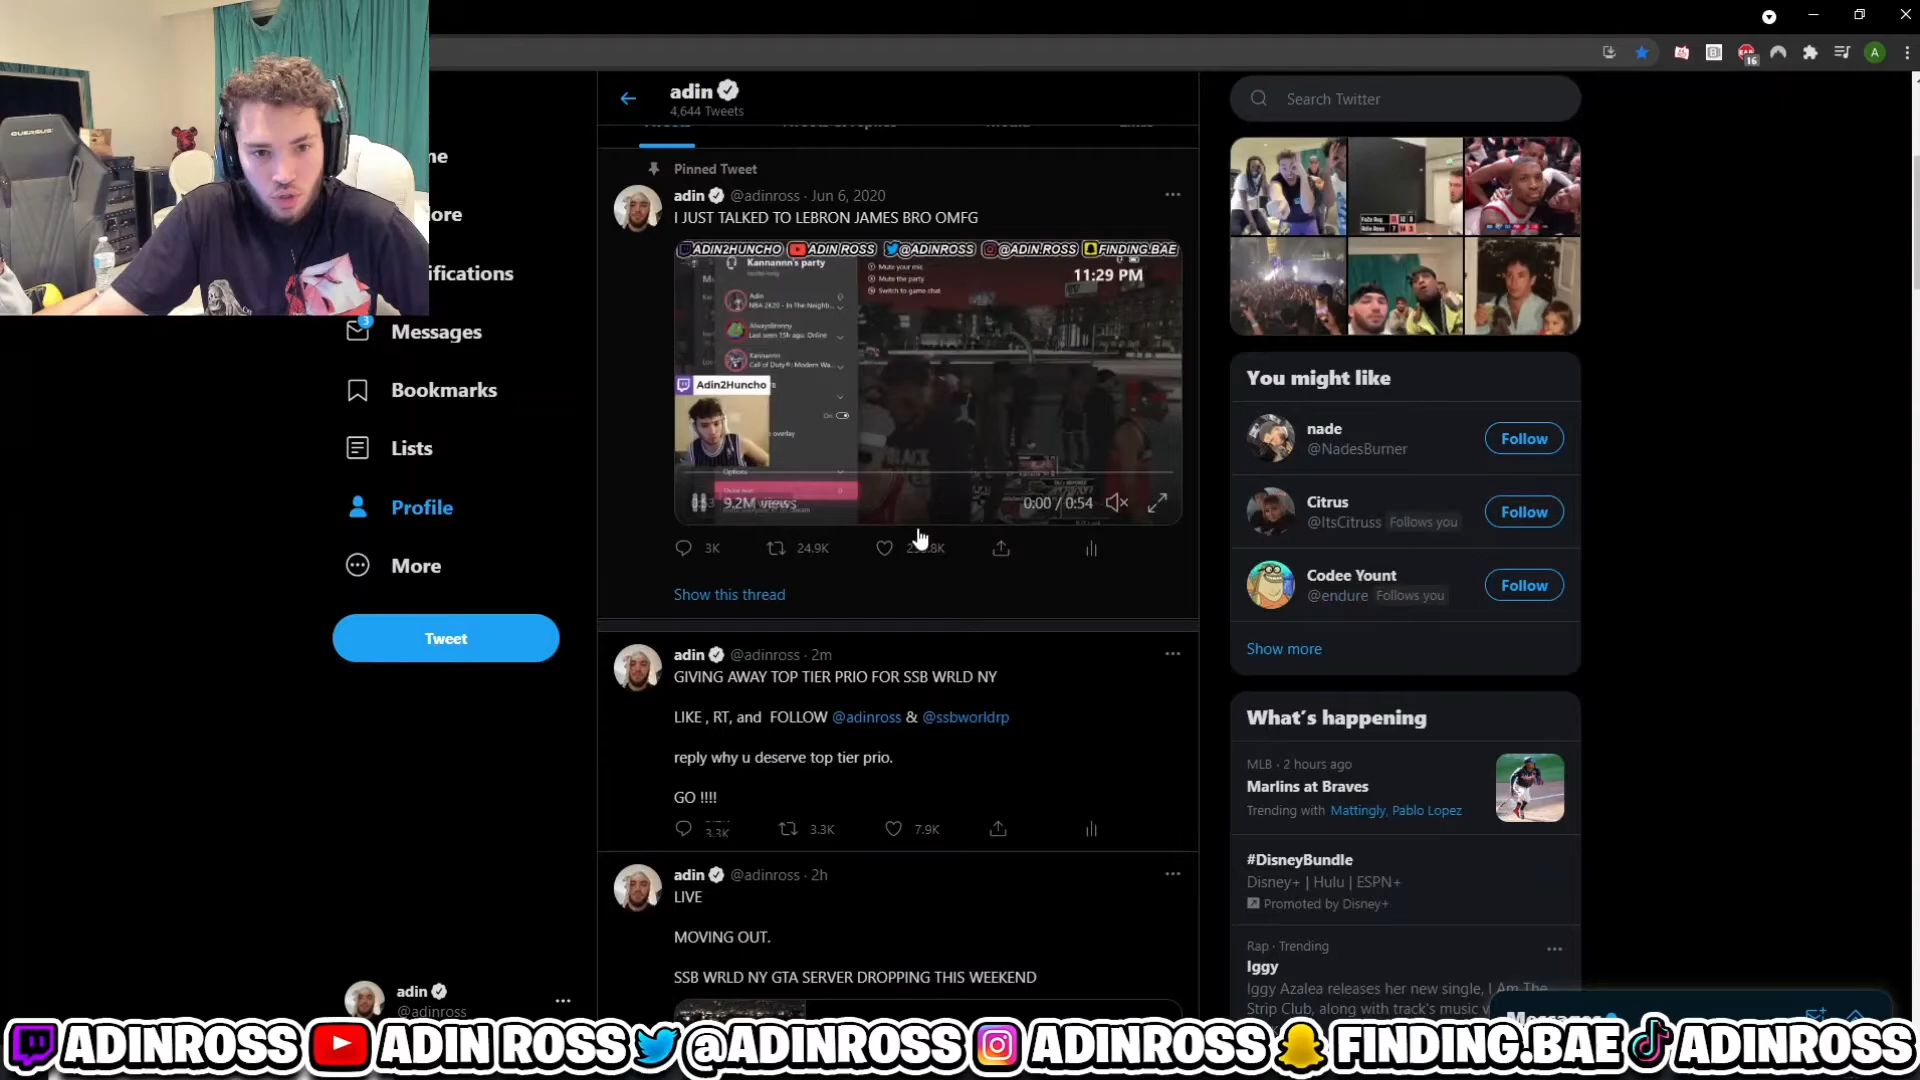 adin
4,644 Tweets
Search Twitter
Pinned Tweet
adin @adinross · Jun 6, 2020
I JUST TALKED TO LEBRON JAMES BRO OMFG
ADIN2HUNCHO ADIN ROSS @ADINROSS @ADIN.ROSS FINDING.BAE
Kannannn's party
Mute your mic
Mute the party
Switch to game chat
11:29 PM
Adin
NBA 2K20 - In The Neighb...
AlwaysBronny
Last seen 15h ago: Online
Kannannn
Call of Duty®: Modern Wa...
Adin2Huncho
overlay
Options
9.2M views
0:00 / 0:54
3K 24.9K
Show this thread
adin @adinross · 2m
GIVING AWAY TOP TIER PRIO FOR SSB WRLD NY
LIKE , RT, and FOLLOW @adinross & @ssbworldrp
reply why u deserve top tier prio.
GO !!!!
3.3K 3.3K 7.9K
adin @adinross · 2h
LIVE
MOVING OUT.
SSB WRLD NY GTA SERVER DROPPING THIS WEEKEND
Messages
3
Bookmarks
Lists
Profile
More
Tweet
adin
@adinross
You might like
nade
@NadesBurner
Follow
Citrus
@ItsCitruss Follows you
Follow
Codee Yount
@endure Follows you
Follow
Show more
What's happening
MLB · 2 hours ago
Marlins at Braves
Trending with Mattingly, Pablo Lopez
#DisneyBundle
Disney+ | Hulu | ESPN+
Promoted by Disney+
Rap · Trending
Iggy
Iggy Azalea releases her new single, I Am The
Strip Club, along with track's music
16
A
ADINROSS ADIN ROSS @ADINROSS ADINROSS FINDING.BAE ADINROSS